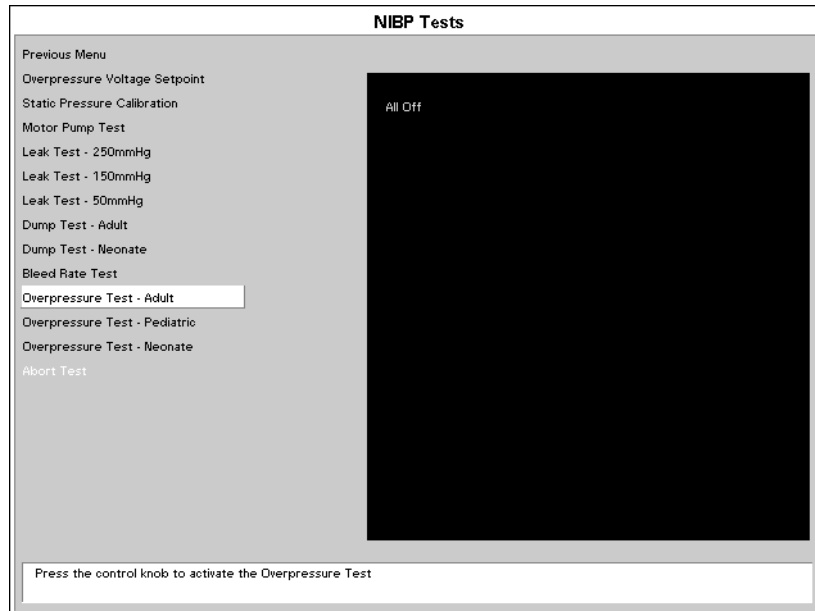 NIBP Tests
Previous Menu
Overpressure Voltage Setpoint
Static Pressure Calibration
Motor Pump Test
Leak Test - 250mmHg
Leak Test - 150mmHg
Leak Test - 50mmHg
Dump Test - Adult
Dump Test - Neonate
Bleed Rate Test
Overpressure Test - Adult
Overpressure Test - Pediatric
Overpressure Test - Neonate
Abort Test
All Off
Press the control knob to activate the Overpressure Test